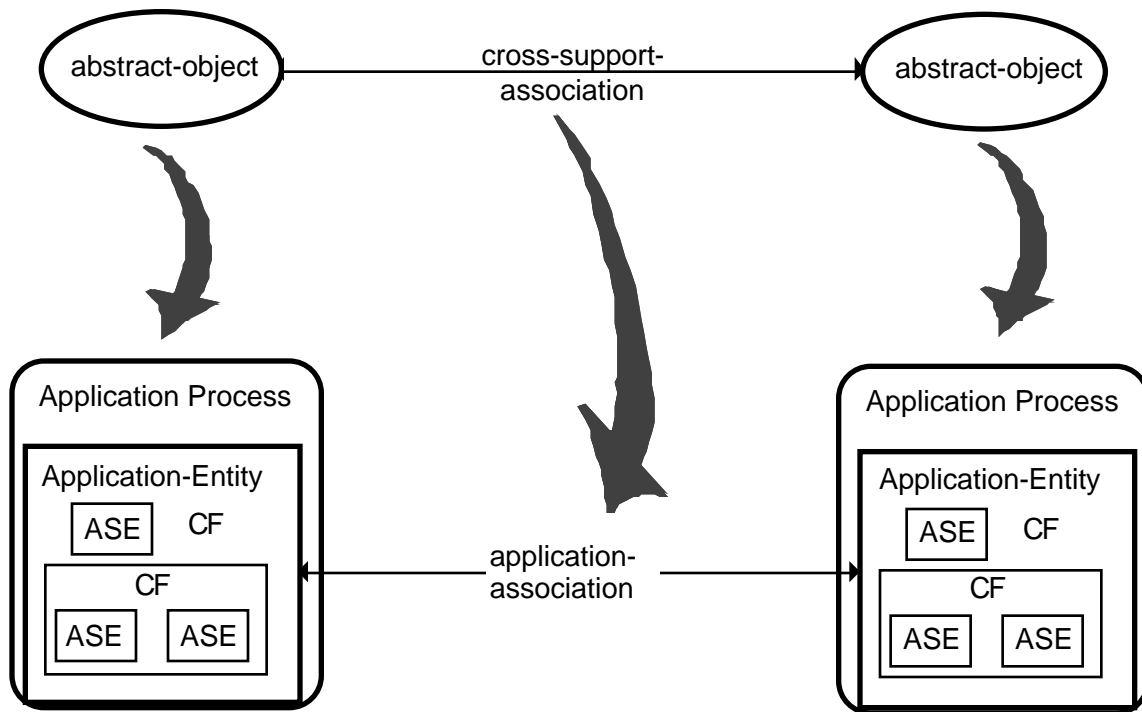 abstract-object
cross-support-
association
abstract-object
Application Process
Application-Entity
ASE
CF
CF
ASE
ASE
application-
association
Application Process
Application-Entity
ASE
CF
CF
ASE
ASE